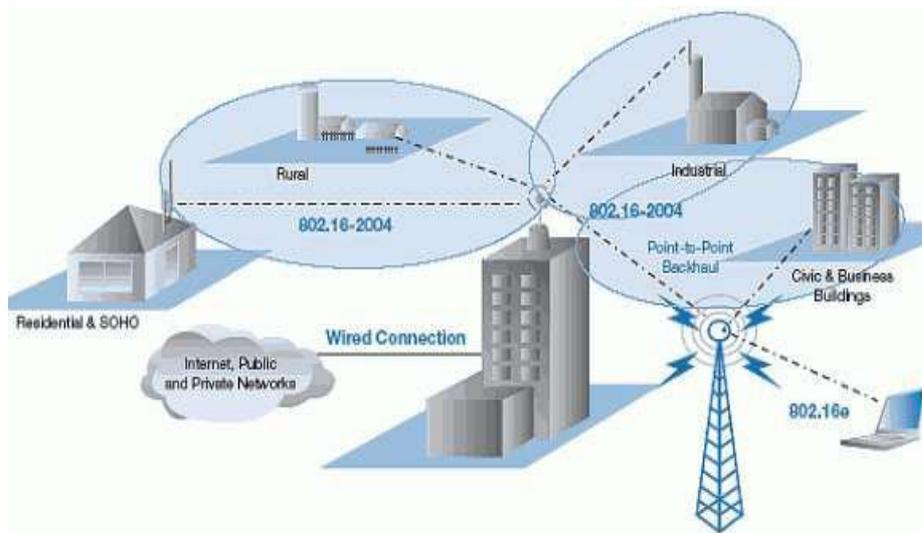 Rural
Industrial
802.16-2004
802.16-2004
Point-to-Point
Backhaul
Civic & Business
Buildings
Residential & SOHO
Wired Connection
Internet, Public
and Private Networks
802.16e